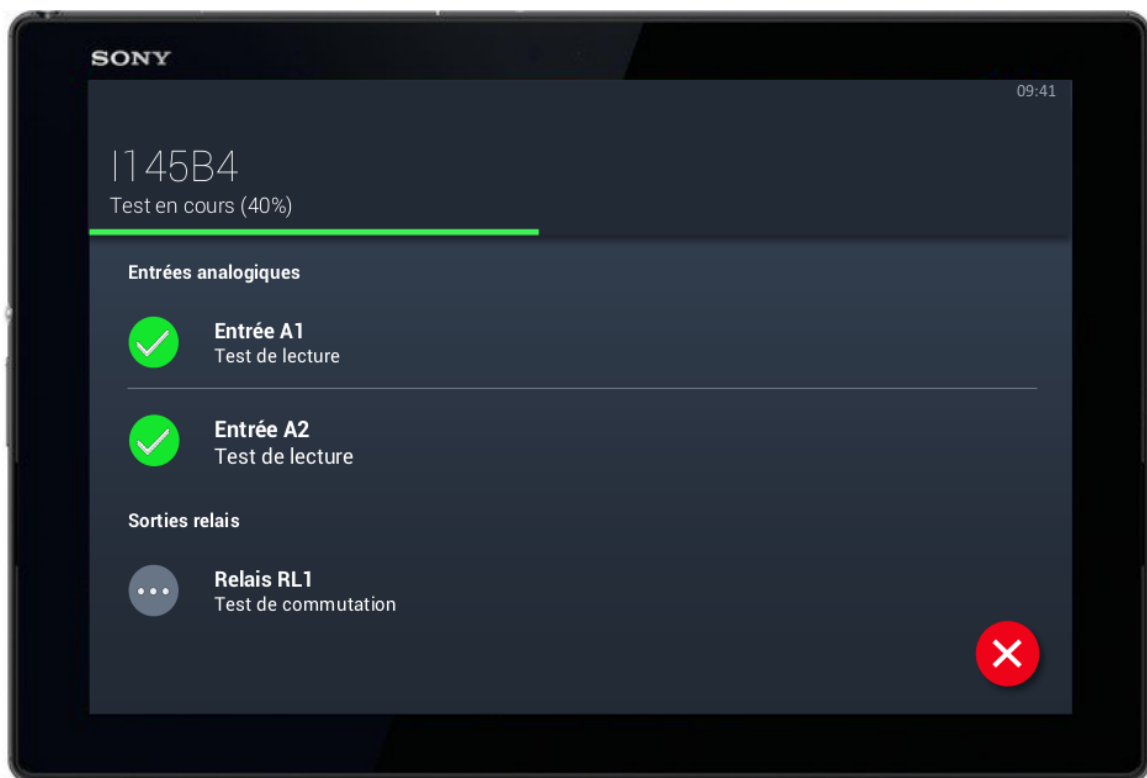 SONY
09:41
I145B4
Test en cours (40%)
Entrées analogiques
Entrée A1
Test de lecture
Entrée A2
Test de lecture
Sorties relais
Relais RL1
Test de commutation